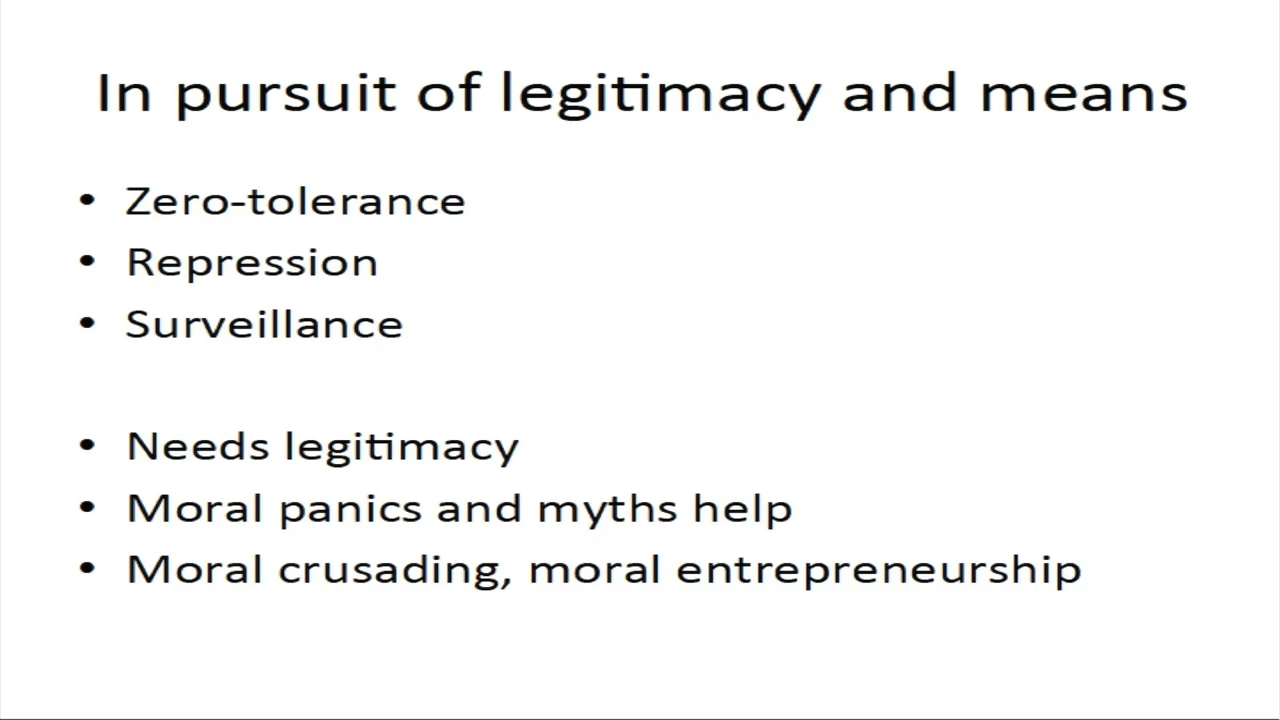 In pursuit of legitimacy and means
• Zero-tolerance
• Repression
• Surveillance
• Needs legitimacy
• Moral panics and myths help
• Moral crusading, moral entrepreneurship